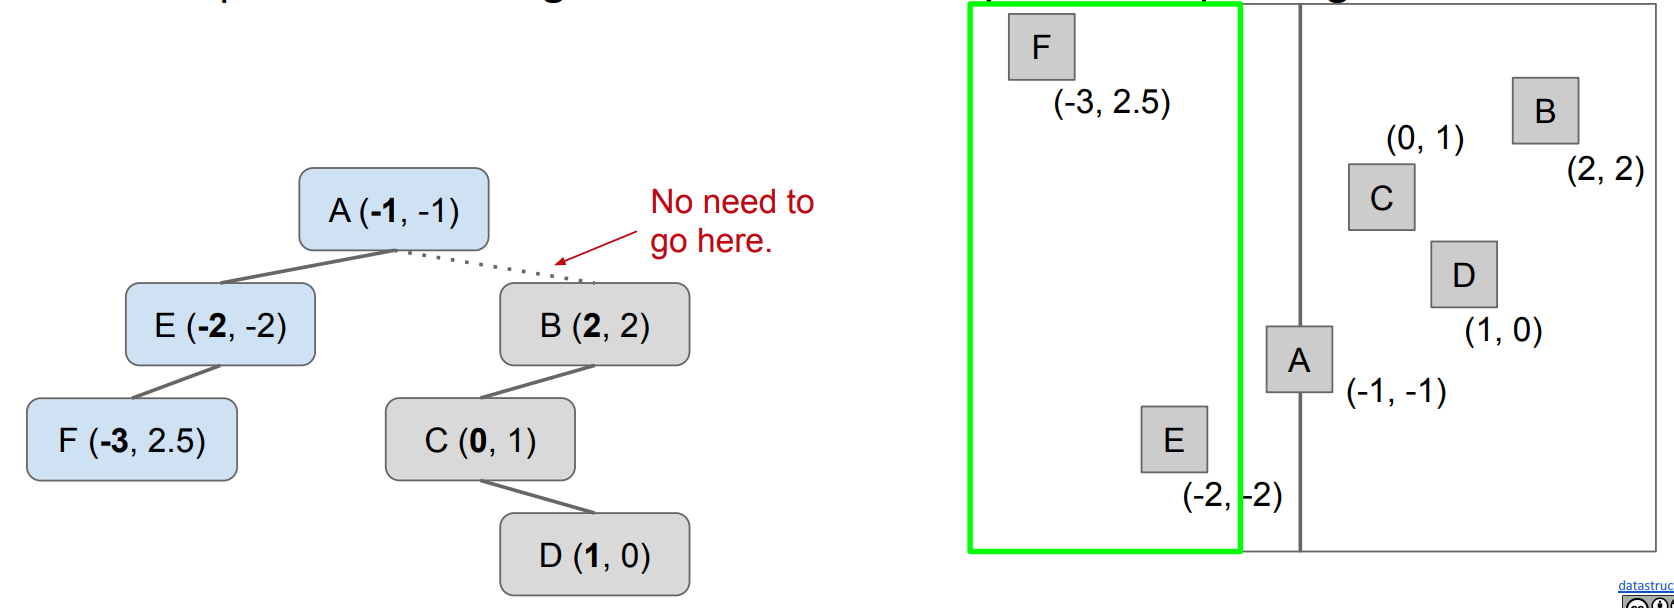 A (-1, -1)
No need to
go here.
E (-2, -2)
B (2, 2)
F (-3, 2.5)
C (0, 1)
D (1, 0)
F
(-3, 2.5)
B
(0, 1)
(2, 2)
C
D
(1, 0)
A
(-1, -1)
E
(-2, -2)
datastruc